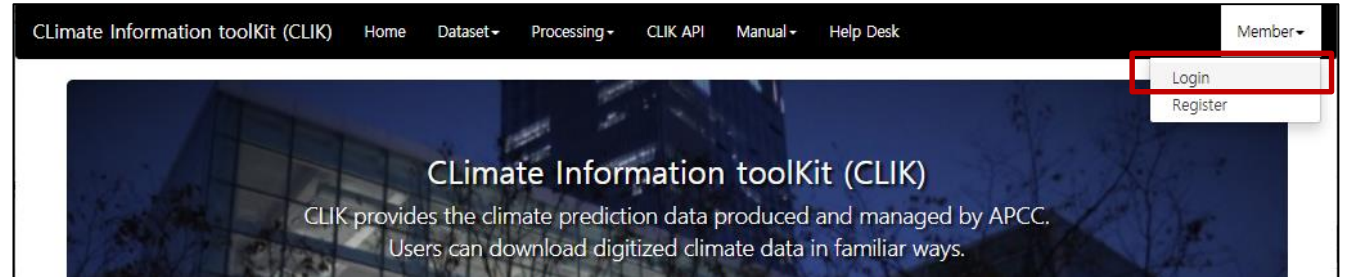 CLimate Information toolKit (CLIK) Home Dataset Processing CLIK API Manual Help Desk Member
Login
Register
CLimate Information toolKit (CLIK)
CLIK provides the climate prediction data produced and managed by APCC.
Users can download digitized climate data in familiar ways.